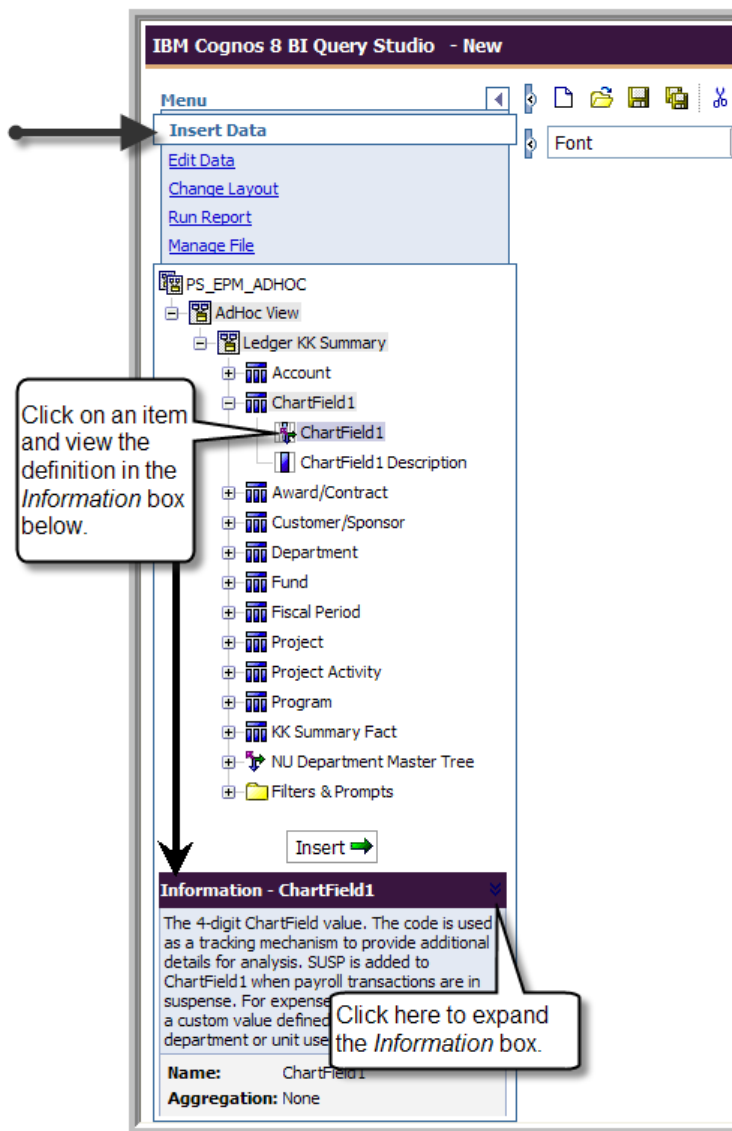 IBM Cognos 8 BI Query Studio - New
Menu
Insert Data
Font
Edit Data
Change Layout
Run Report
Manage File
PS_EPM_ADHOC
AdHoc View
Ledger KK Summary
Account
ChartField1
ChartField1
ChartField1 Description
Award/Contract
Customer/Sponsor
Department
Fund
Fiscal Period
Project
Project Activity
Program
KK Summary Fact
NU Department Master Tree
Filters & Prompts
Click on an item
and view the
definition in the
Information box
below.
Insert
Information - ChartField1
The 4-digit ChartField value. The code is used
as a tracking mechanism to provide additional
details for analysis. SUSP is added to
ChartField1 when payroll transactions are in
suspense. For expense
a custom value defined
department or unit use
Click here to expand
the Information box.
Name: ChartField1
Aggregation: None